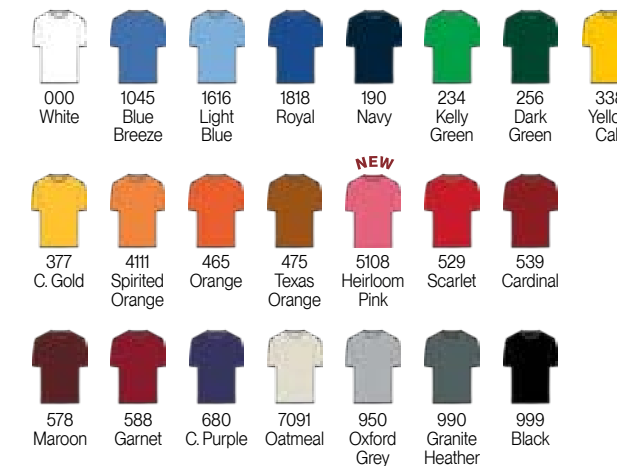 000 1045 1616 1818 190 234 256
White Blue Light Royal Navy Kelly Dark
Breeze Blue Green Green
NEW
377 4111 465 475 5108 529 539
C. Gold Spirited Orange Texas Heirloom Scarlet Cardinal
Orange Orange Pink
578 588 680 7091 950 990 999
Maroon Garnet C. Purple Oatmeal Oxford Granite Black
Grey Heather